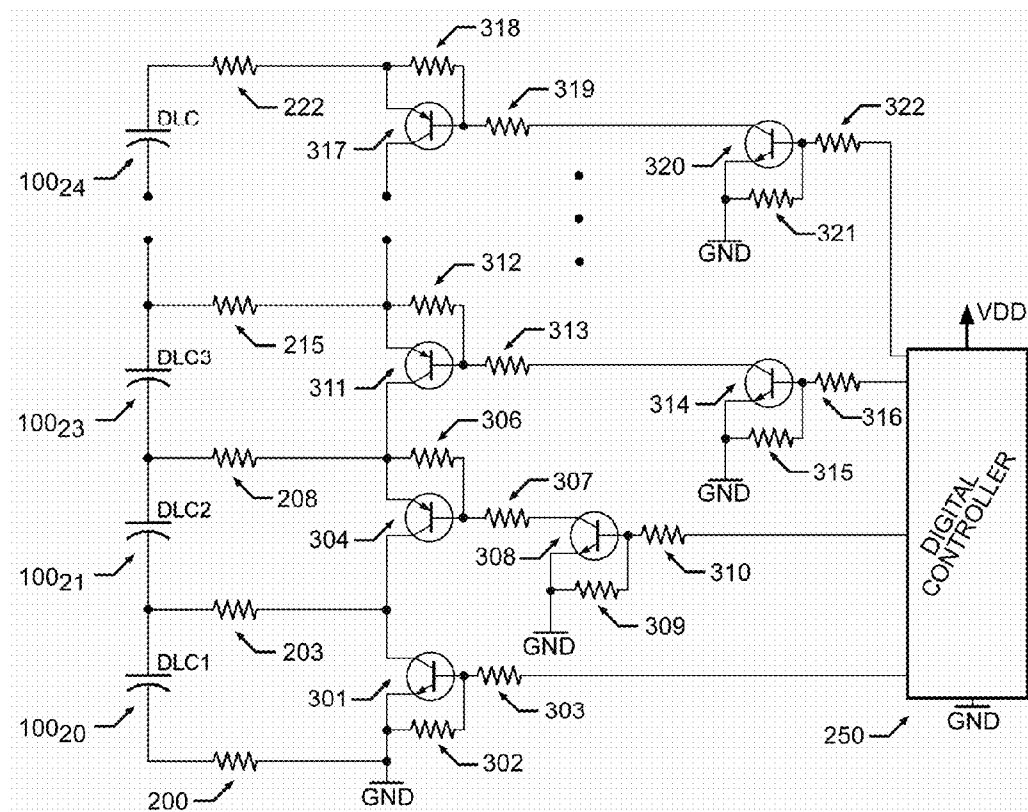 318
DLC
222
319
322
317
320
100₂₄
321
GND
312
VDD
DLC3
215
313
311
314
316
100₂₃
306
315
GND
208
307
DIGITAL
CONTROLLER
DLC2
304
308
310
100₂₁
309
203
GND
DLC1
301
303
100₂₀
302
250
GND
200
GND